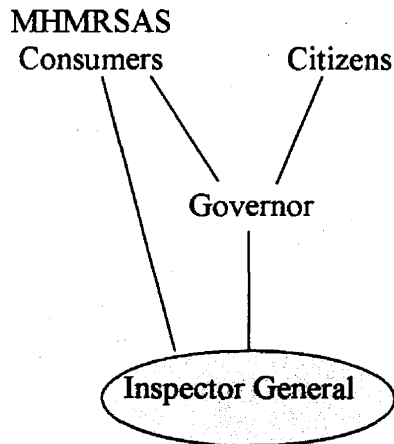 MHMRSAS
Consumers
Citizens
Governor
Inspector General